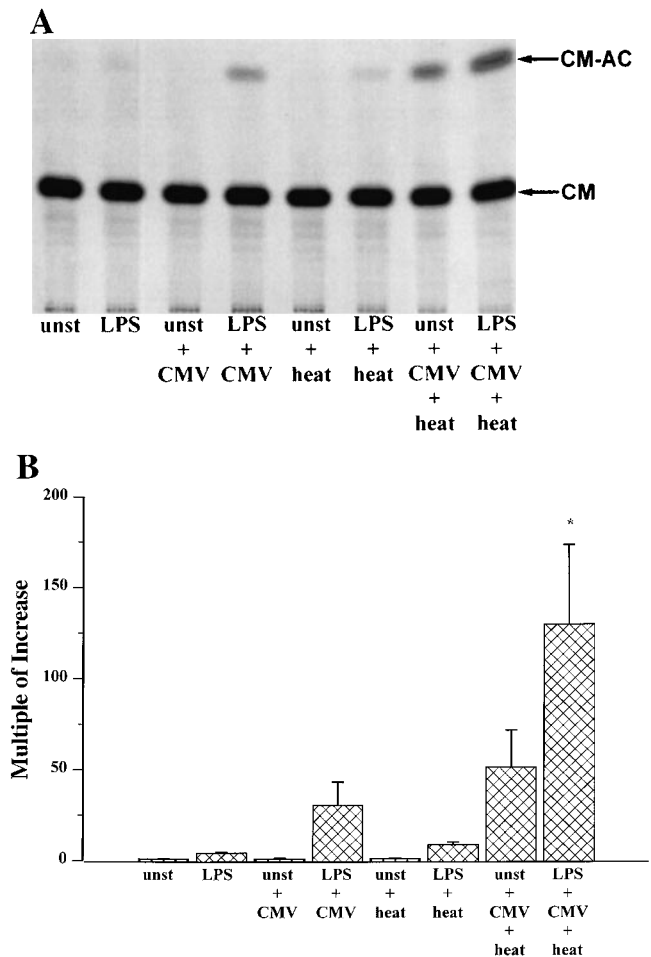 A
CM-AC
CM
unst LPS unst LPS unst LPS unst LPS
+ + + + + +
CMV CMV heat heat CMV CMV
+ +
heat heat
B
200
*
150
Multiple of Increase
100
50
0
unst LPS unst LPS unst LPS unst LPS
+ + + + + +
CMV CMV heat heat CMV CMV
+ +
heat heat